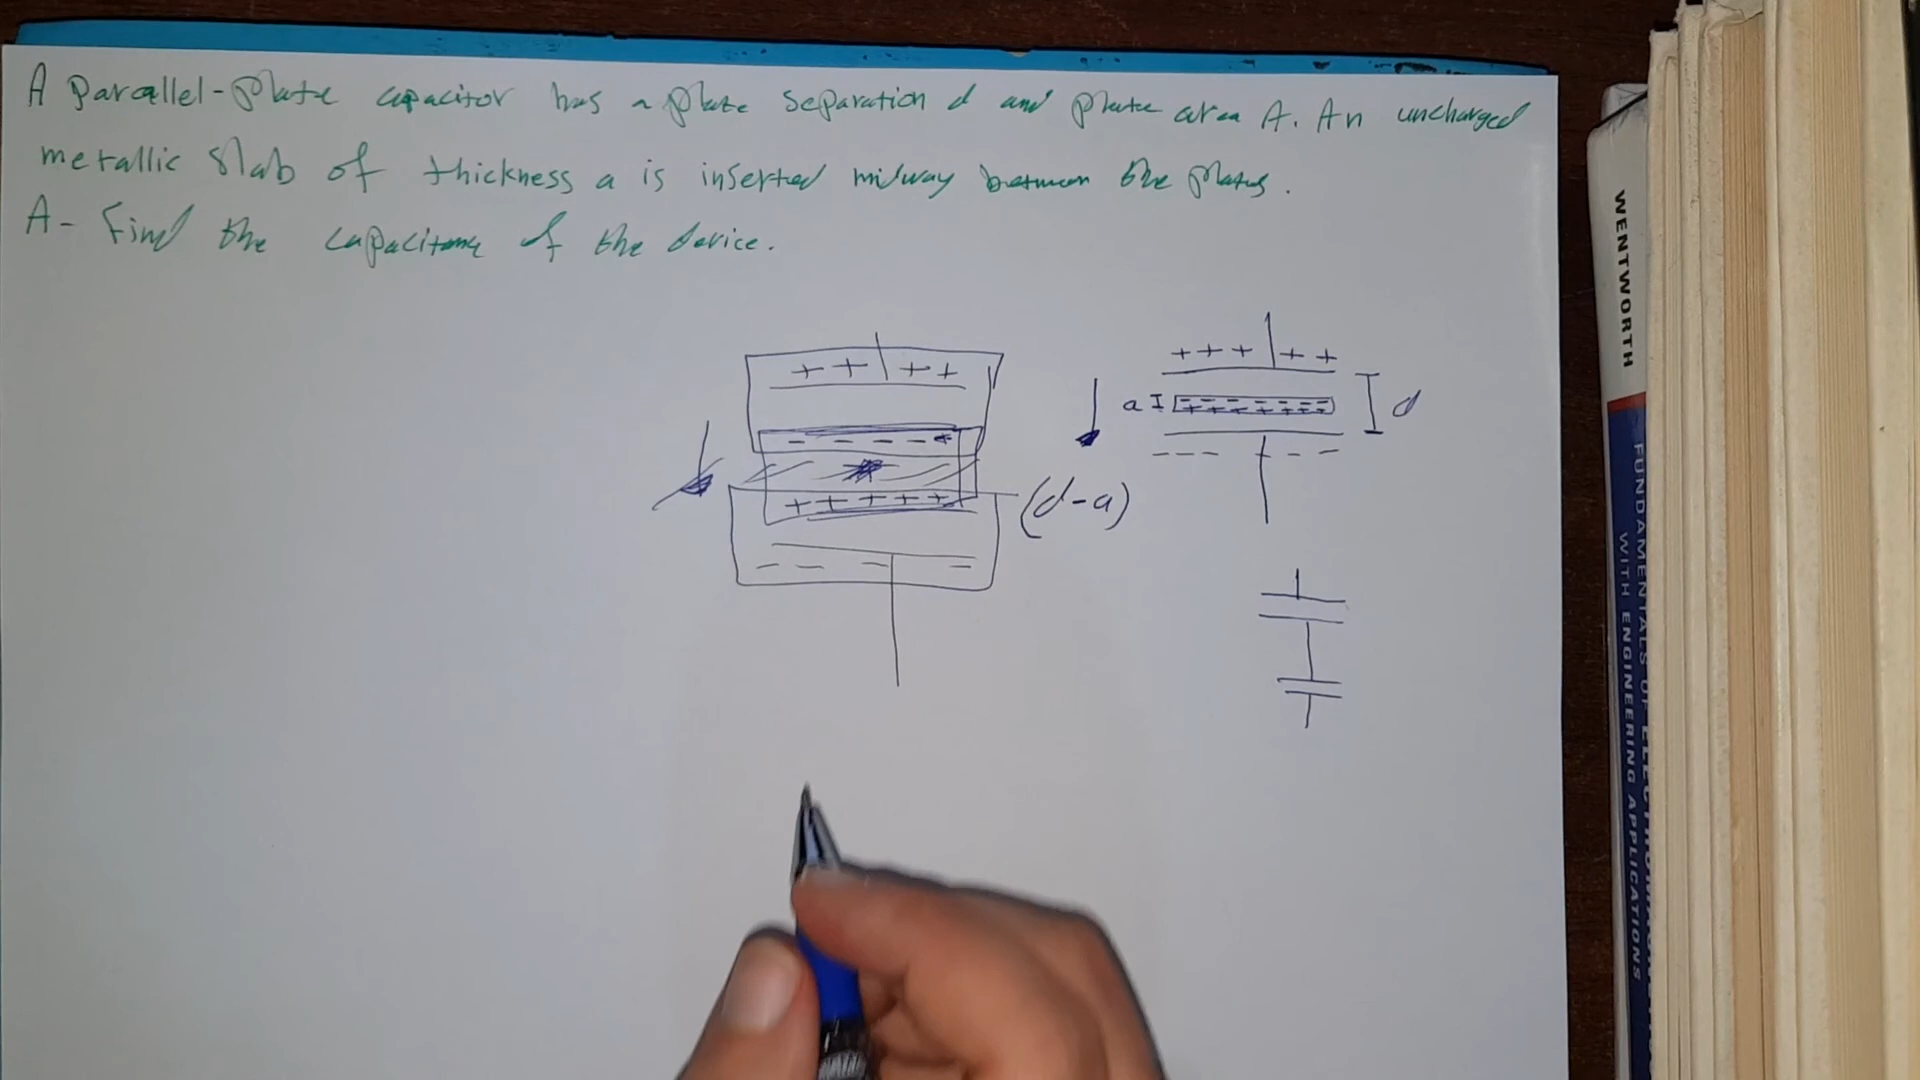 A parallel-plate capacitor has a plate separation d and plate area A. An uncharged
metallic slab of thickness a is inserted midway between the plates.
A- Find the capacitance of the device.
+ + + +
- - - - -
+ + + + +
- - - -
(d-a)
+ + + + +
a
- - - - - - -
+ + + + + + +
d
- - - - - -
WENTWORTH
FUNDAMENTALS OF ELECTROMAGNETICS
WITH ENGINEERING APPLICATIONS